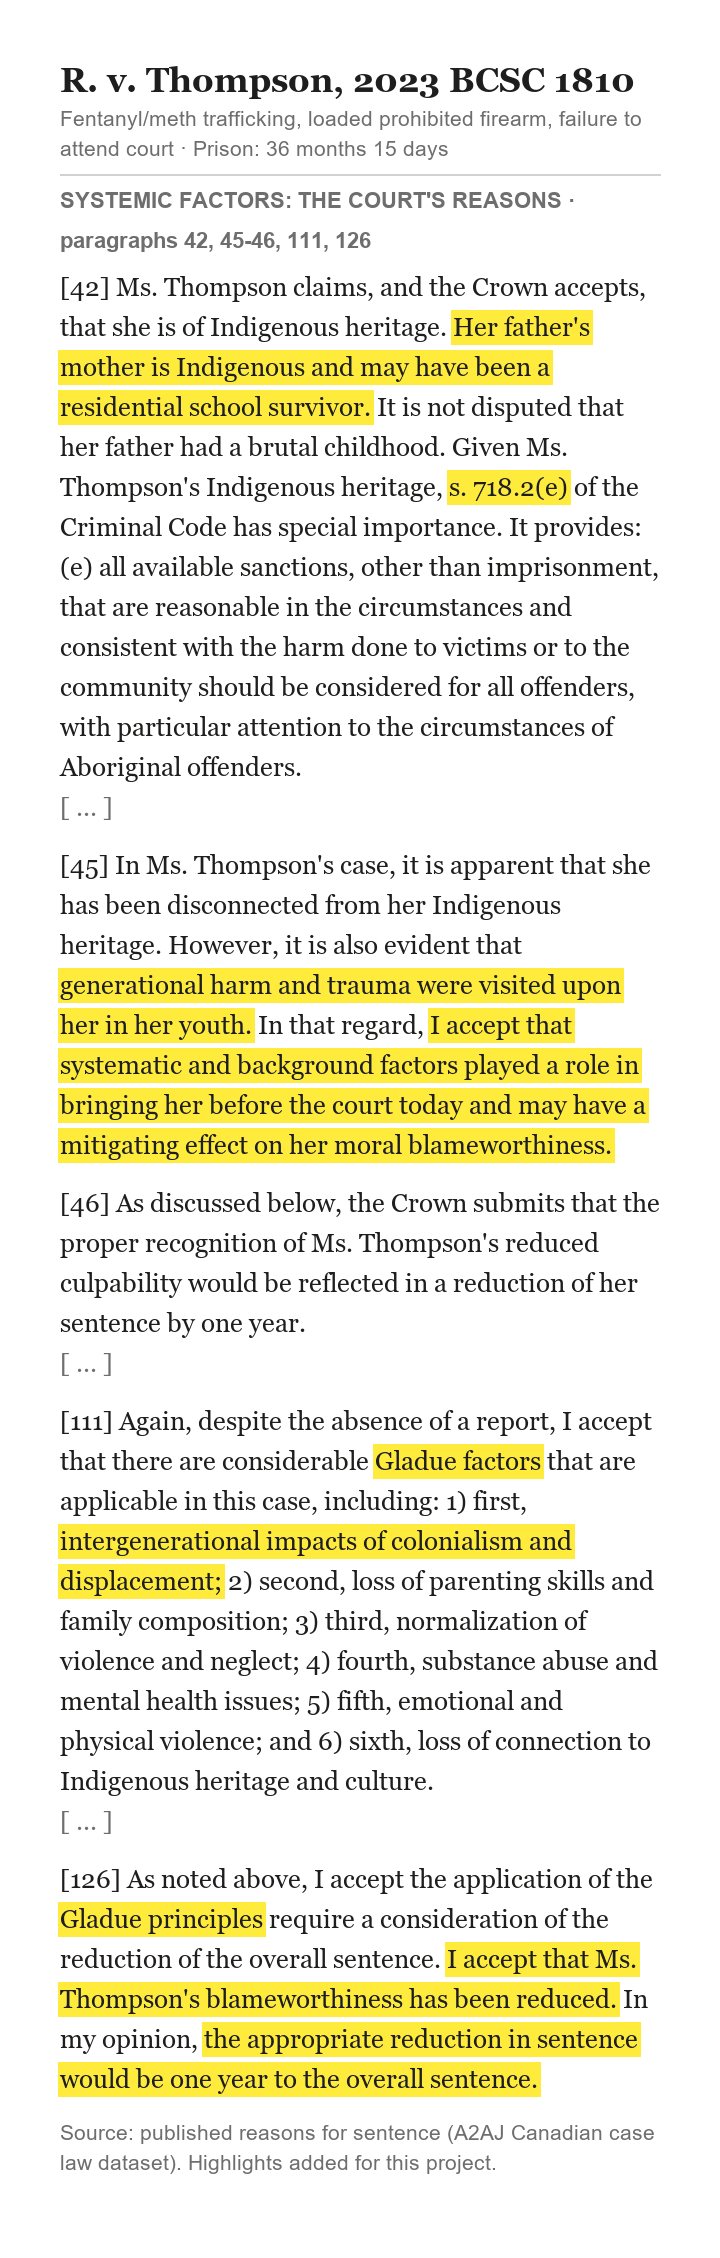 R. v. Thompson, 2023 BCSC 1810
Fentanyl/meth trafficking, loaded prohibited firearm, failure to
attend court · Prison: 36 months 15 days
SYSTEMIC FACTORS: THE COURT'S REASONS ·
paragraphs 42, 45-46, 111, 126
[42] Ms. Thompson claims, and the Crown accepts,
that she is of Indigenous heritage. Her father's
mother is Indigenous and may have been a
residential school survivor. It is not disputed that
her father had a brutal childhood. Given Ms.
Thompson's Indigenous heritage, s. 718.2(e) of the
Criminal Code has special importance. It provides:
(e) all available sanctions, other than imprisonment,
that are reasonable in the circumstances and
consistent with the harm done to victims or to the
community should be considered for all offenders,
with particular attention to the circumstances of
Aboriginal offenders.
[ ... ]
[45] In Ms. Thompson's case, it is apparent that she
has been disconnected from her Indigenous
heritage. However, it is also evident that
generational harm and trauma were visited upon
her in her youth. In that regard, I accept that
systematic and background factors played a role in
bringing her before the court today and may have a
mitigating effect on her moral blameworthiness.
[46] As discussed below, the Crown submits that the
proper recognition of Ms. Thompson's reduced
culpability would be reflected in a reduction of her
sentence by one year.
[ ... ]
[111] Again, despite the absence of a report, I accept
that there are considerable Gladue factors that are
applicable in this case, including: 1) first,
intergenerational impacts of colonialism and
displacement; 2) second, loss of parenting skills and
family composition; 3) third, normalization of
violence and neglect; 4) fourth, substance abuse and
mental health issues; 5) fifth, emotional and
physical violence; and 6) sixth, loss of connection to
Indigenous heritage and culture.
[ ... ]
[126] As noted above, I accept the application of the
Gladue principles require a consideration of the
reduction of the overall sentence. I accept that Ms.
Thompson's blameworthiness has been reduced. In
my opinion, the appropriate reduction in sentence
would be one year to the overall sentence.
Source: published reasons for sentence (A2AJ Canadian case
law dataset). Highlights added for this project.